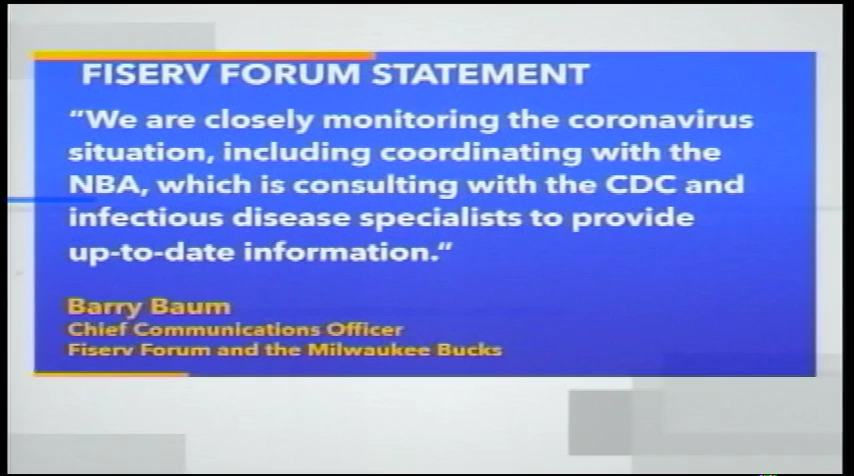 FISERV FORUM STATEMENT
“We are closely monitoring the coronavirus
situation, including coordinating with the
NBA, which is consulting with the CDC and
infectious disease specialists to provide
up-to-date information.”
Barry Baum
Chief Communications Officer
Fiserv Forum and the Milwaukee Bucks